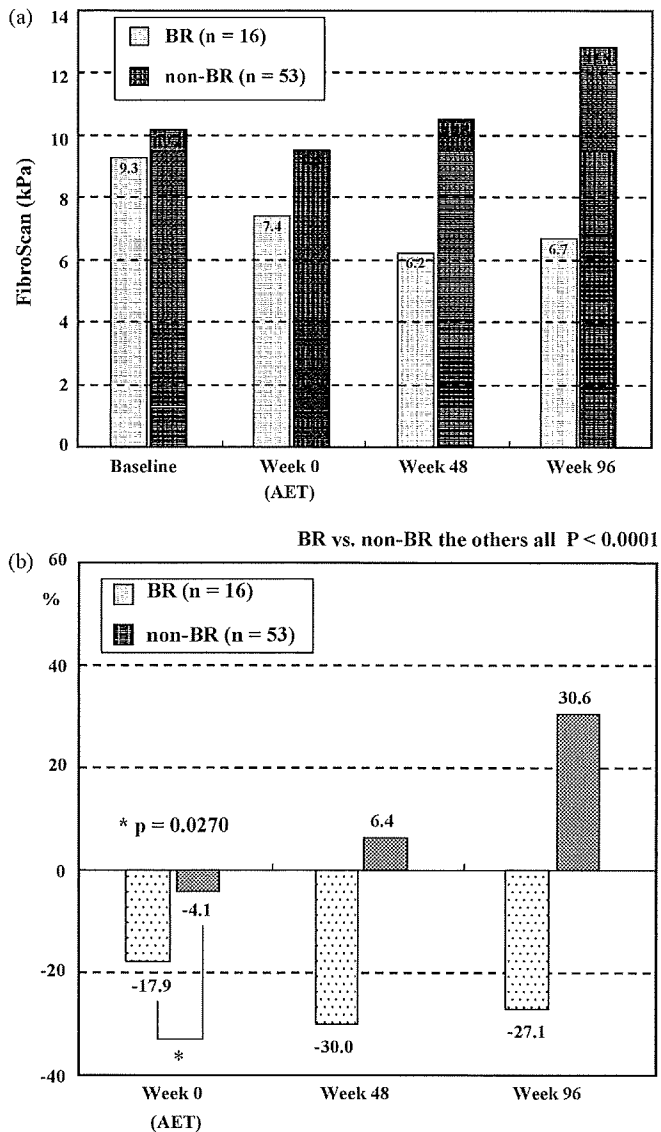 (a)
14
12
10
8
6
4
2
0
FibroScan (kPa)
BR (n = 16)
non-BR (n = 53)
9.3
7.4
6.2
6.7
Baseline
Week 0
(AET)
Week 48
Week 96
BR vs. non-BR the others all P < 0.0001
(b)
60
%
40
20
0
-20
-40
BR (n = 16)
non-BR (n = 53)
* p = 0.0270
-17.9
-4.1
*
6.4
-30.0
30.6
-27.1
Week 0
(AET)
Week 48
Week 96